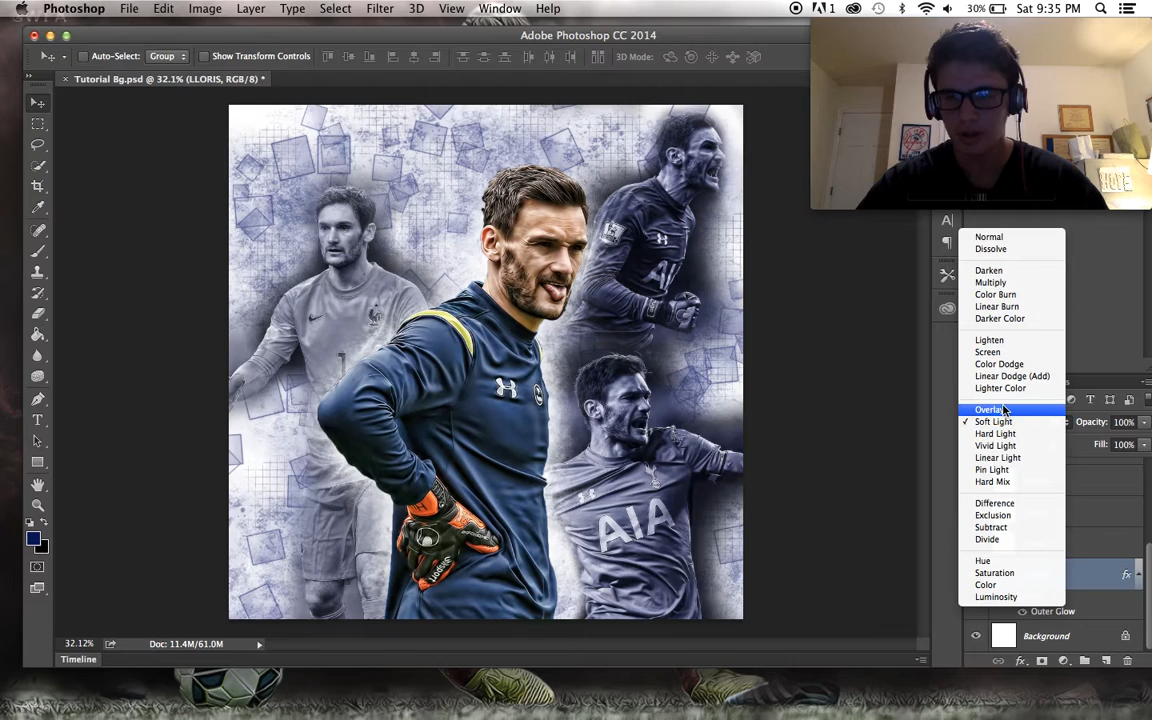 Photoshop File Edit Image Layer Type Select Filter 3D View Window Help
1 30% Sat 9:35 PM
Adobe Photoshop CC 2014
Auto-Select: Group Show Transform Controls 3D Mode:
Tutorial Bg.psd @ 32.1% (LLORIS, RGB/8) *
Normal
Dissolve
Darken
Multiply
Color Burn
Linear Burn
Darker Color
Lighten
Screen
Color Dodge
Linear Dodge (Add)
Lighter Color
Overlay
Soft Light
Hard Light
Vivid Light
Linear Light
Pin Light
Hard Mix
Difference
Exclusion
Subtract
Divide
Hue
Saturation
Color
Luminosity
Opacity: 100%
Fill: 100%
fx
Outer Glow
Background
AIA
uhlsport
32.12% Doc: 11.4M/61.0M
Timeline